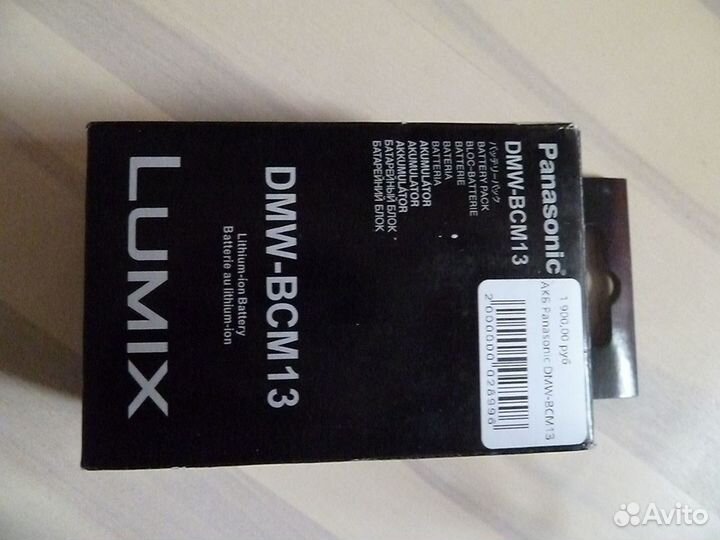 Panasonic
DMW-BCM13
バッテリーパック
BATTERY PACK
BLOC-BATTERIE
BATTERIE
BATERÍA
BATTERIA
AKUMULÁTOR
AKUMULATOR
AKKUMULÁTOR
БАТАРЕЙНЫЙ БЛОК
БАТАРЕЙНИЙ БЛОК
1 900,00 руб
АКБ Panasonic DMW-BCM13
2000000028996
DMW-BCM13
Lithium-ion Battery
Batterie au lithium-ion
LUMIX
Avito